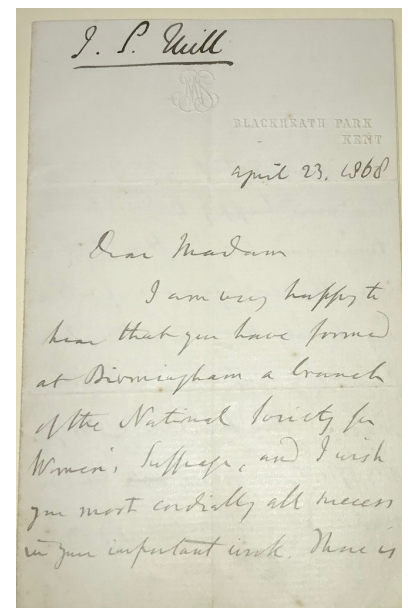 J. S. Mill
BLACKHEATH PARK
KENT
April 23, 1868
Dear Madam
I am very happy to
hear that you have formed
at Birmingham a branch
of the National Society for
Women's Suffrage, and I wish
you most cordially all success
in your important work. There is